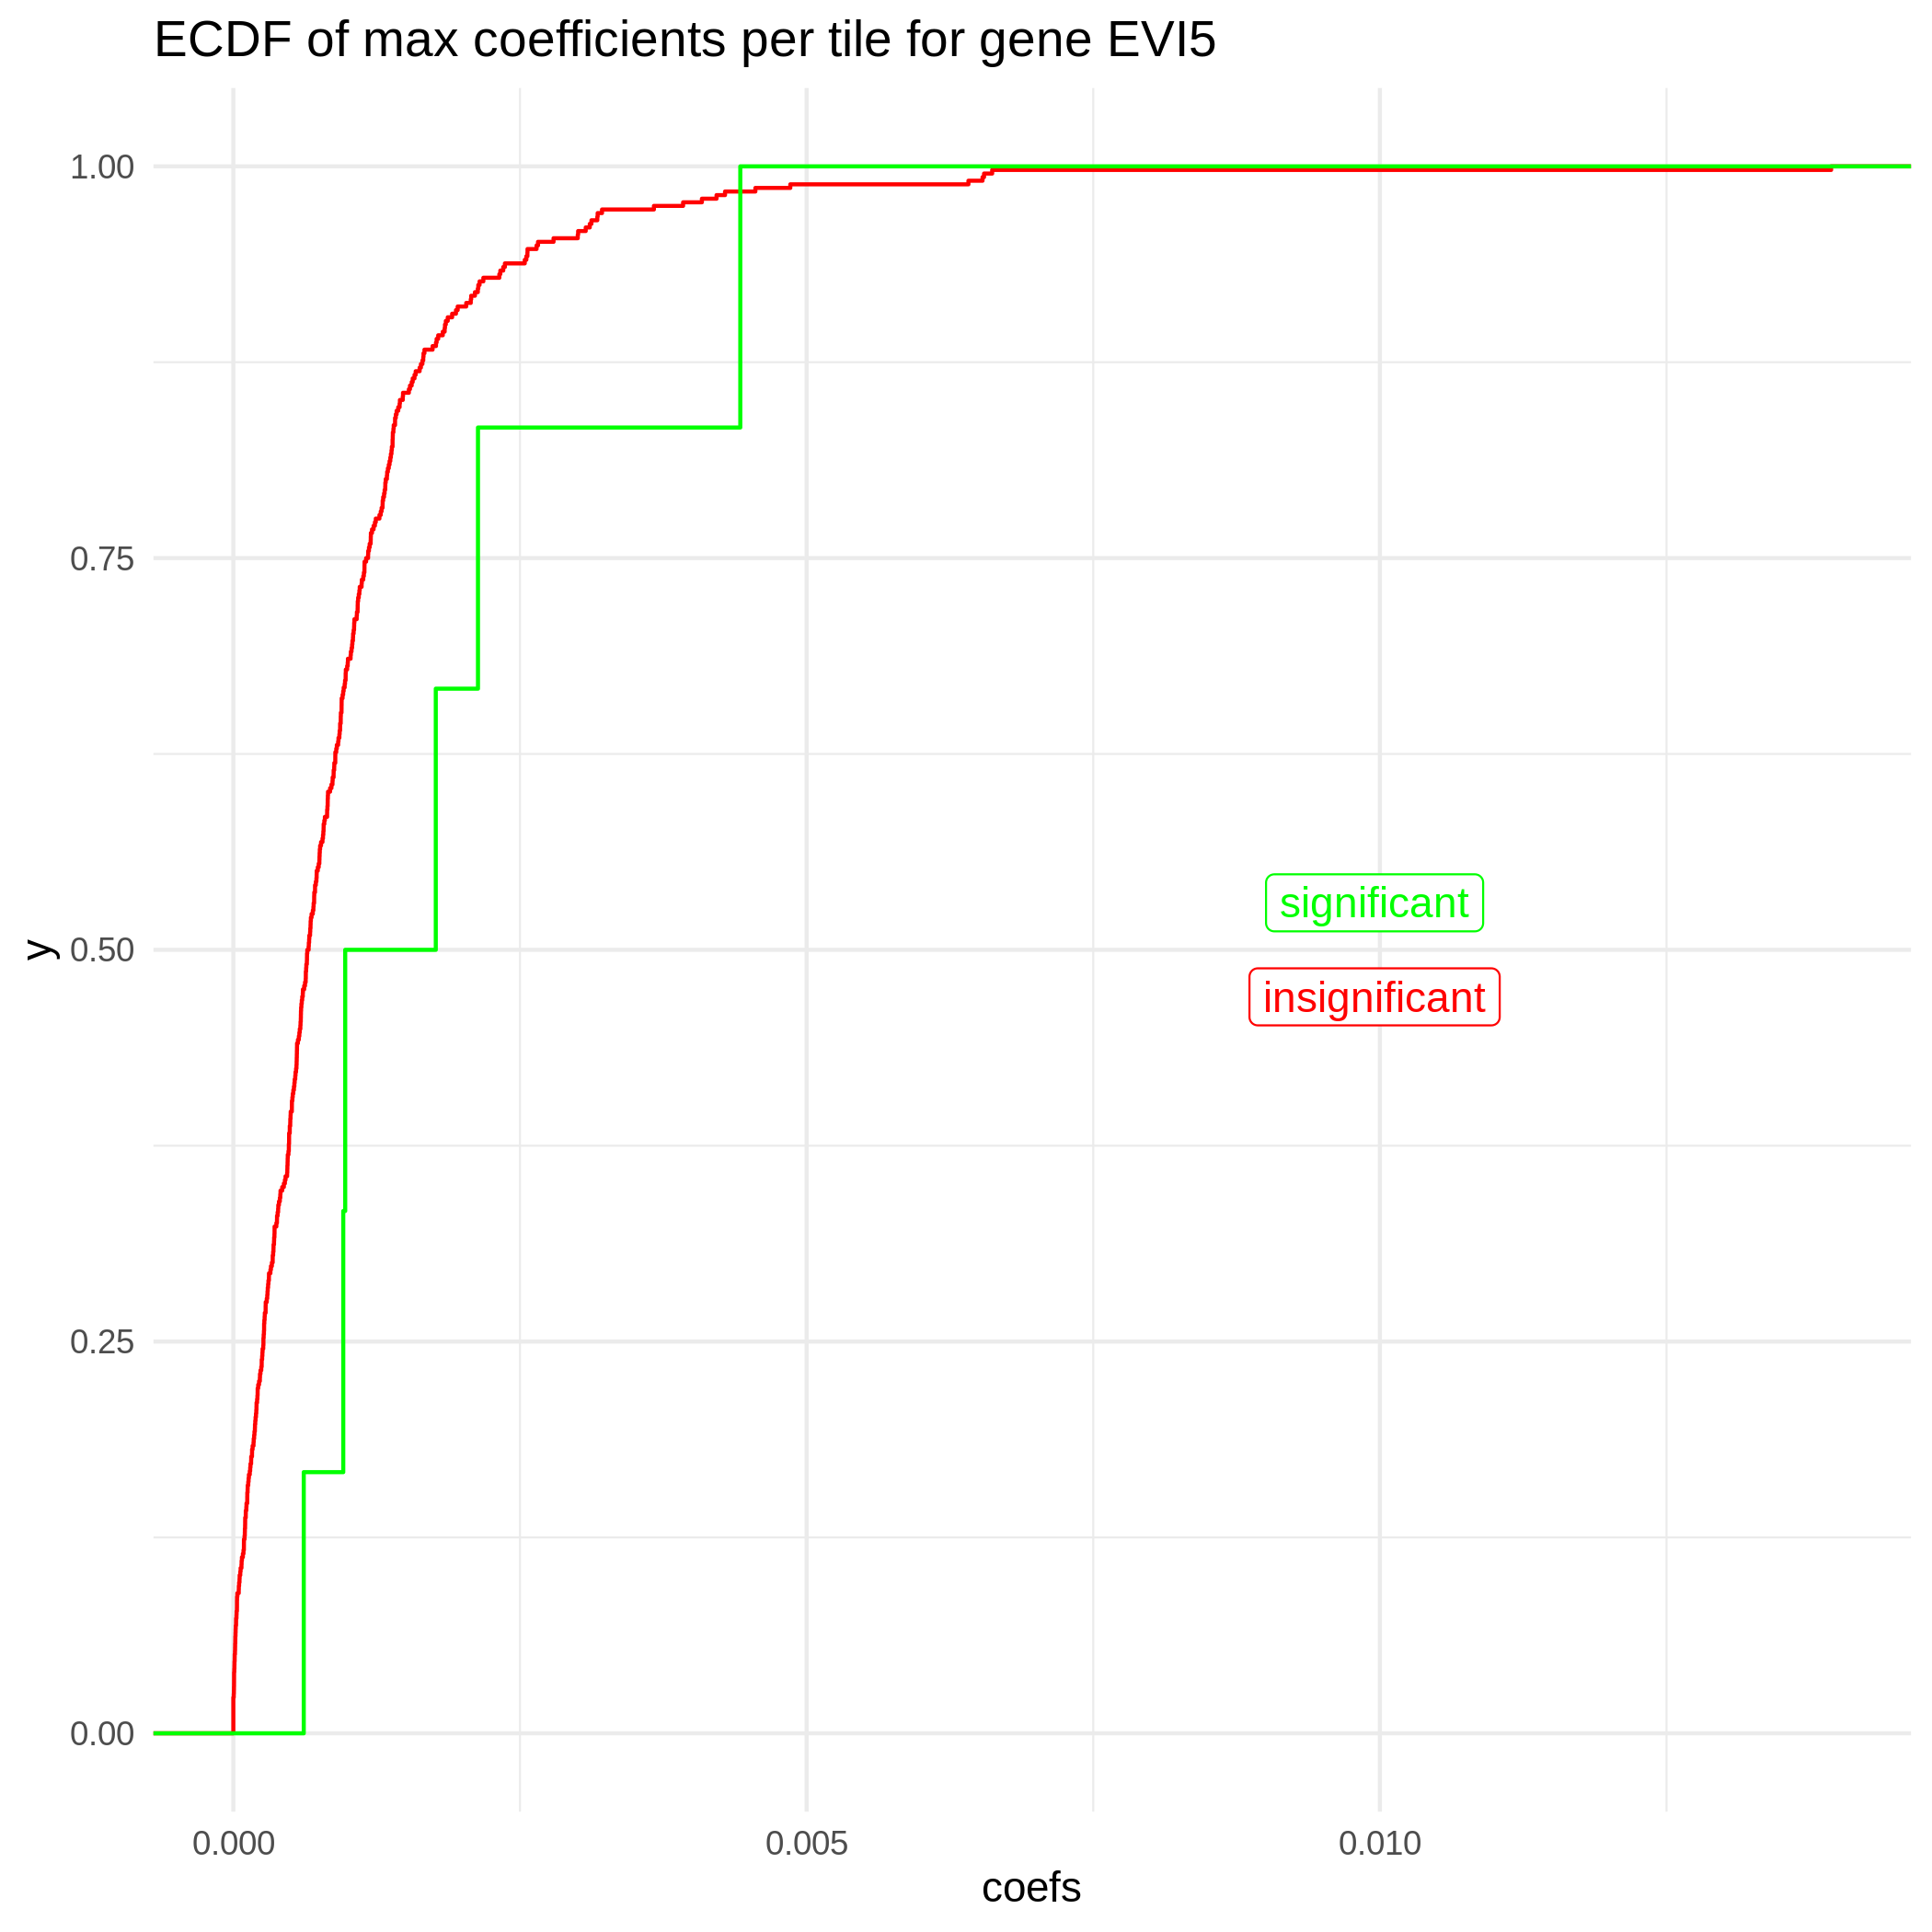 ECDF of max coefficients per tile for gene EVI5
1.00
0.75
0.50
0.25
0.00
y
significant
insignificant
0.000
0.005
0.010
coefs